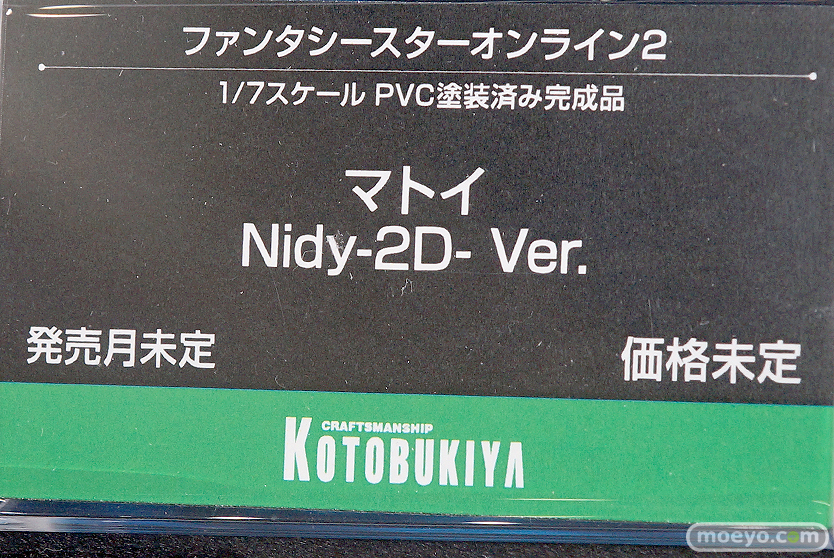 ファンタシースターオンライン2
1/7スケール PVC塗装済み完成品
マトイ
Nidy-2D- Ver.
発売月未定
価格未定
CRAFTSMANSHIP
KOTOBUKIYA
moeyo.com